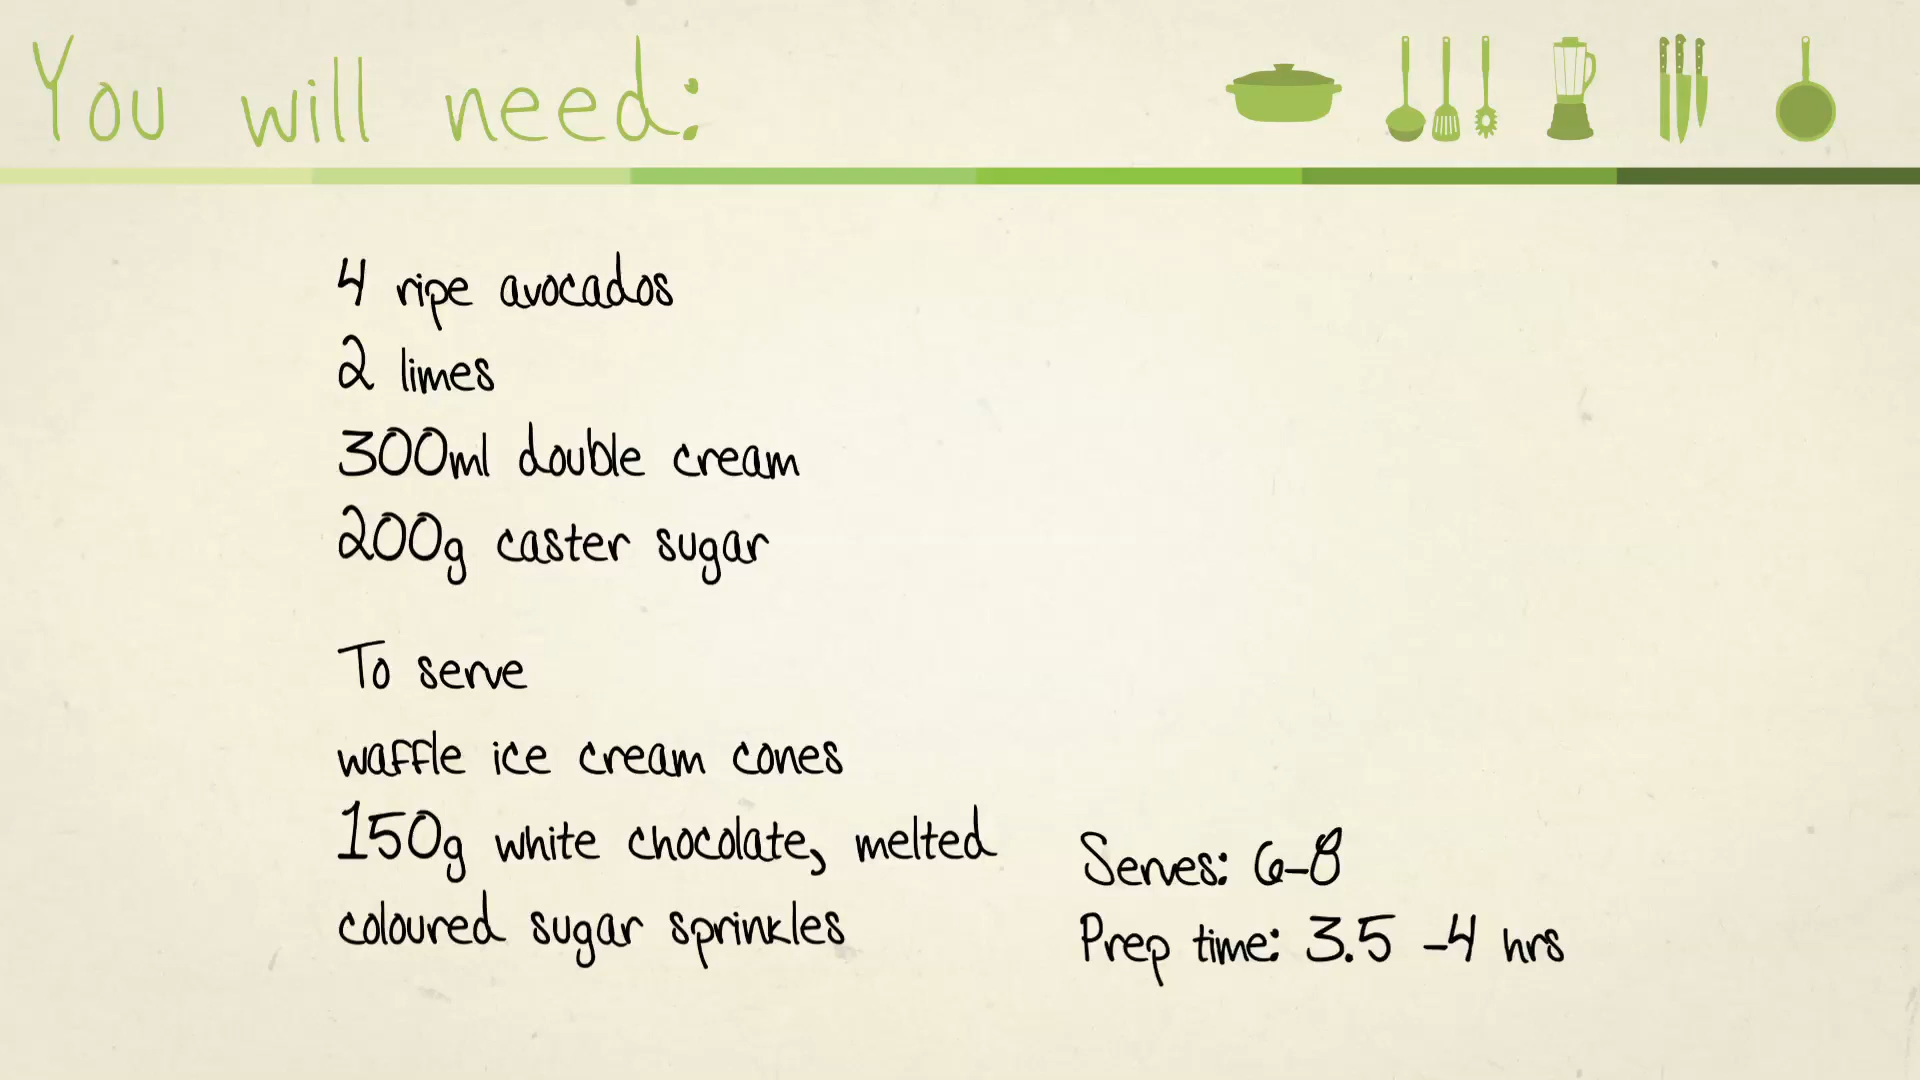 You will need:
4 ripe avocados
2 limes
300ml double cream
200g caster sugar
To serve
waffle ice cream cones
150g white chocolate, melted
coloured sugar sprinkles
Serves: 6-8
Prep time: 3.5 -4 hrs